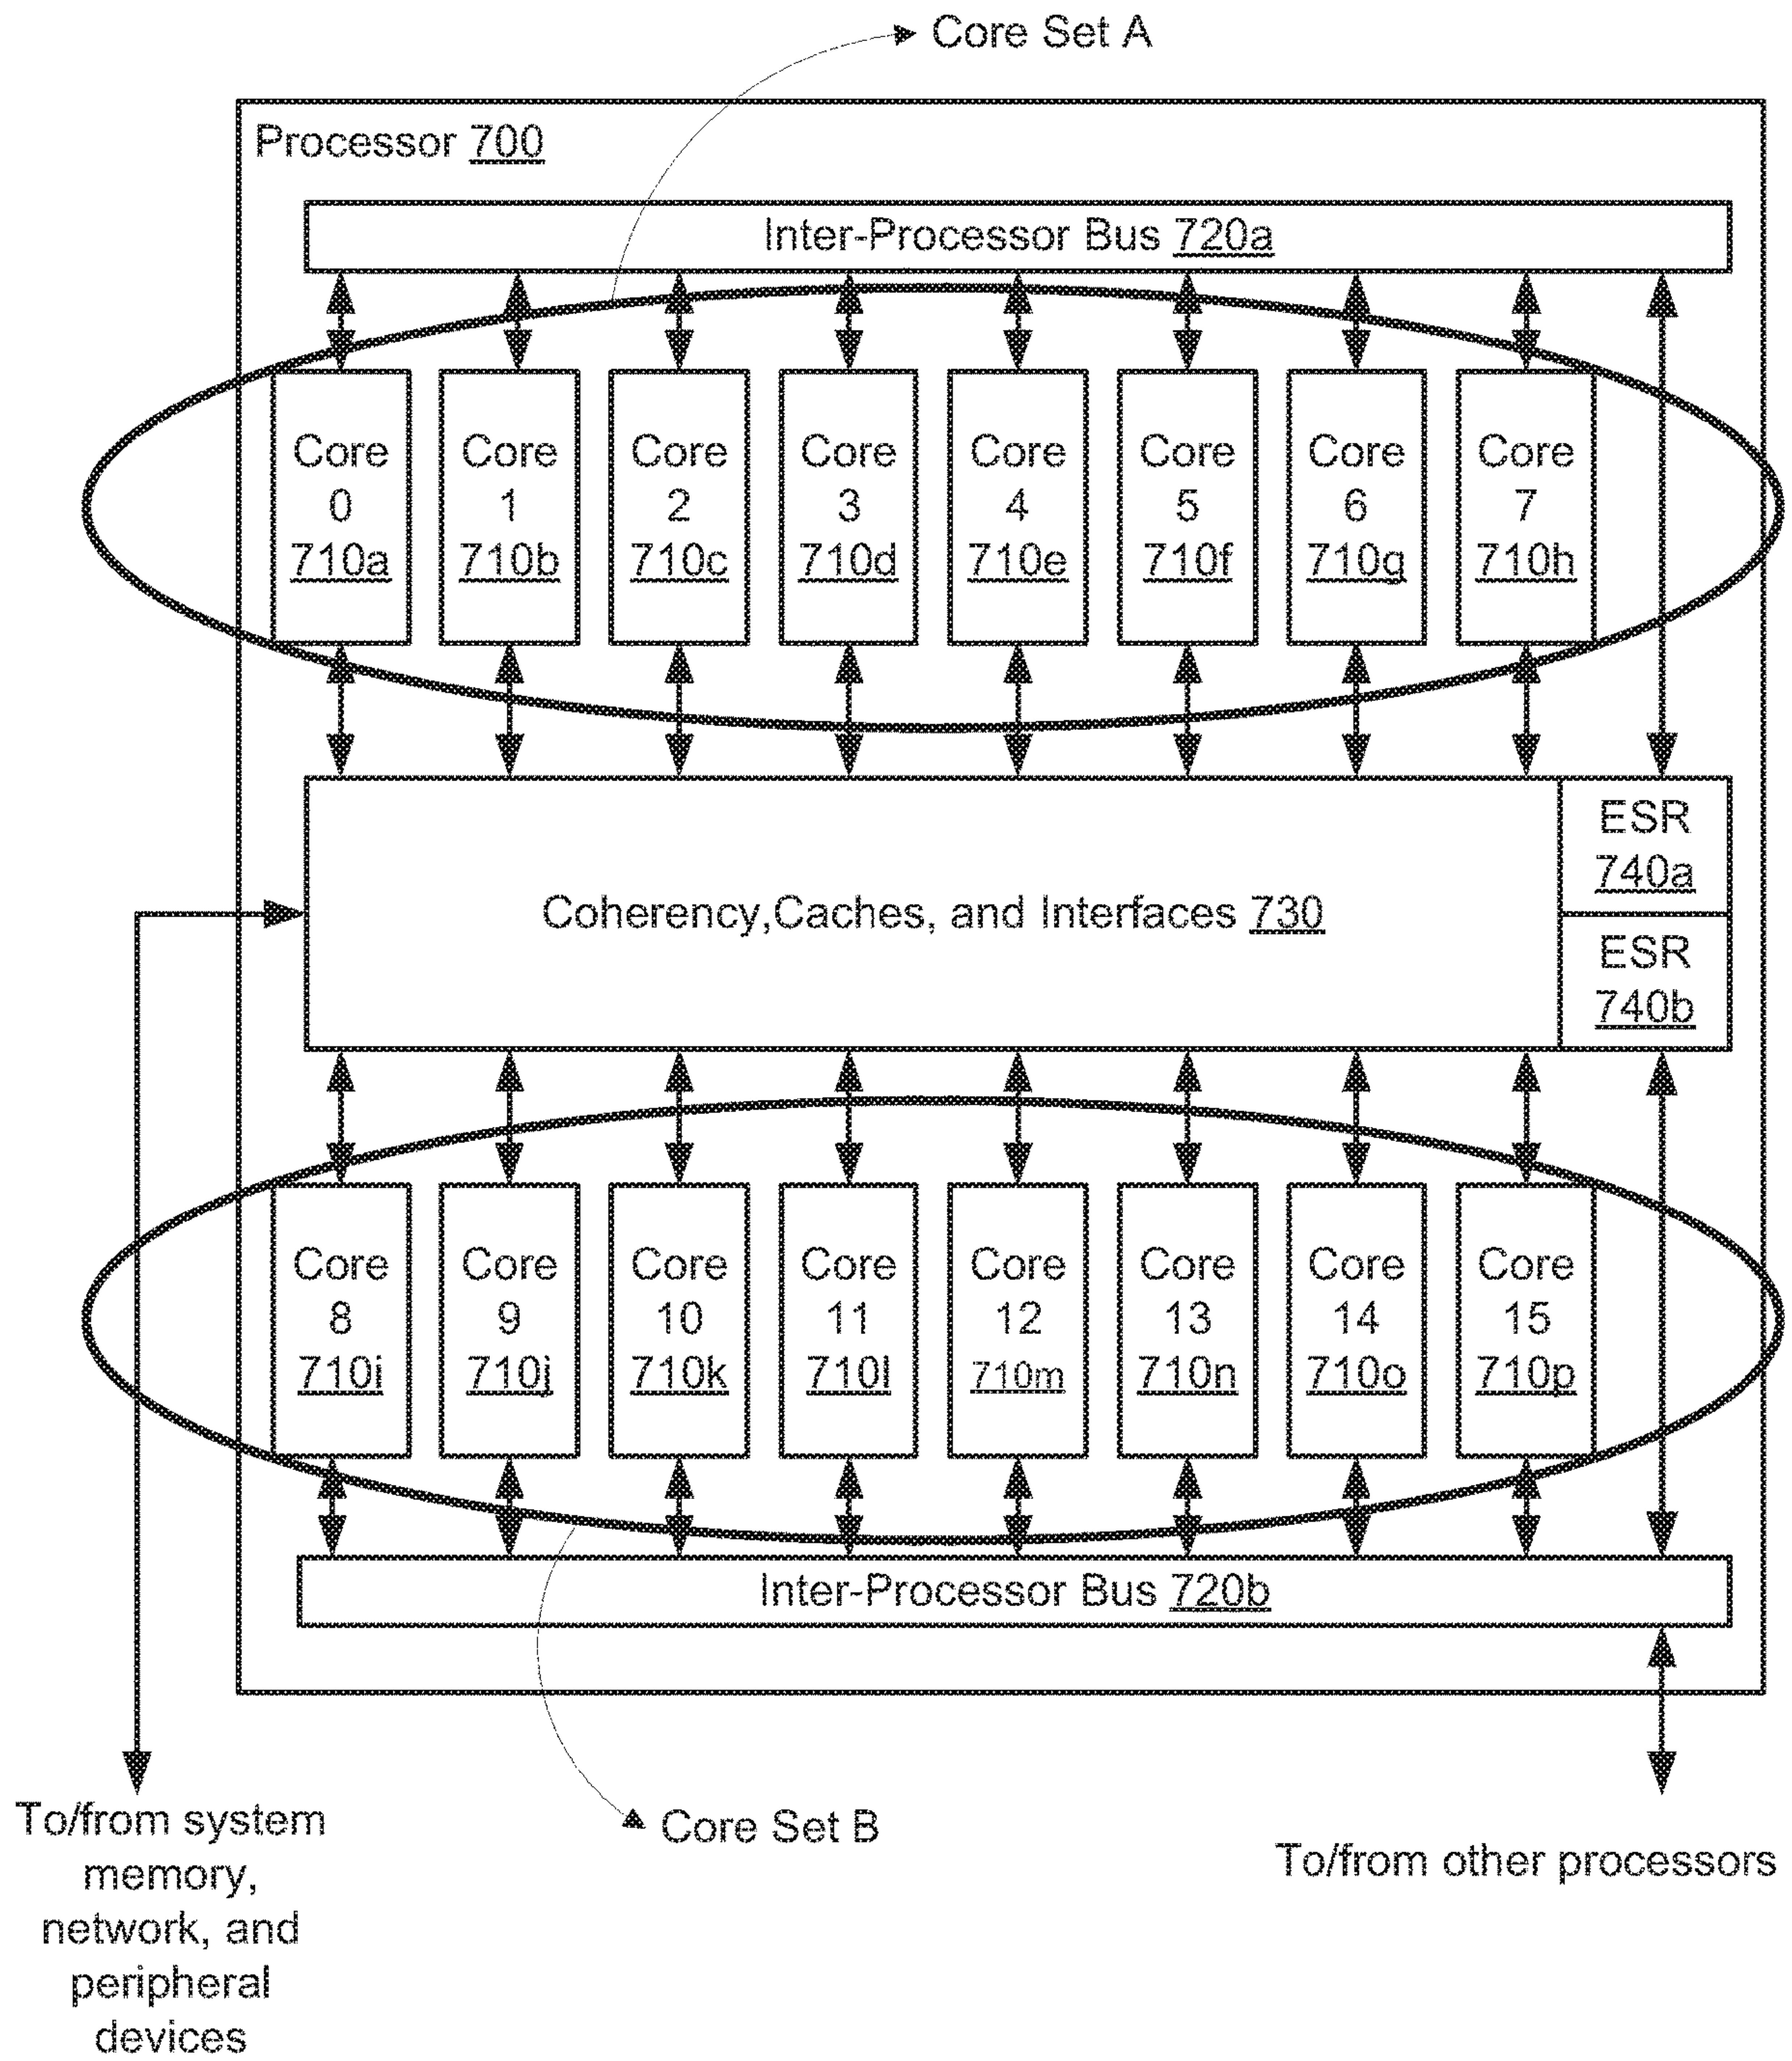 Core Set A
Processor 700
Inter-Processor Bus 720a
Core
0
710a
Core
1
710b
Core
2
710c
Core
3
710d
Core
4
710e
Core
5
710f
Core
6
710g
Core
7
710h
ESR
740a
Coherency,Caches, and Interfaces 730
ESR
740b
Core
8
710i
Core
9
710j
Core
10
710k
Core
11
710l
Core
12
710m
Core
13
710n
Core
14
710o
Core
15
710p
Inter-Processor Bus 720b
To/from system
memory,
network, and
peripheral
devices
Core Set B
To/from other processors